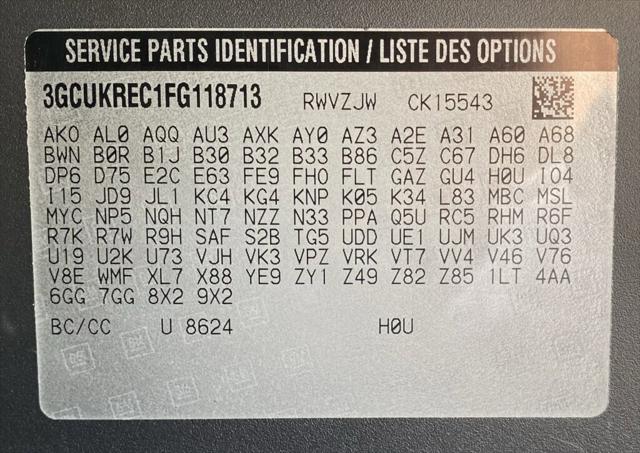 SERVICE PARTS IDENTIFICATION / LISTE DES OPTIONS
3GCUKREC1FG118713 RWVZJW CK15543
AKO AL0 AQQ AU3 AXK AY0 AZ3 A2E A31 A60 A68
BWN B0R B1J B30 B32 B33 B86 C5Z C67 DH6 DL8
DP6 D75 E2C E63 FE9 FHO FLT GAZ GU4 H0U IO4
I15 JD9 JL1 KC4 KG4 KNP K05 K34 L83 MBC MSL
MYC NP5 NQH NT7 NZZ N33 PPA Q5U RC5 RHM R6F
R7K R7W R9H SAF S2B TG5 UDD UE1 UJM UK3 UQ3
U19 U2K U73 VJH VK3 VPZ VRK VT7 VV4 V46 V76
V8E WMF XL7 X88 YE9 ZY1 Z49 Z82 Z85 1LT 4AA
6GG 7GG 8X2 9X2
BC/CC U 8624 H0U